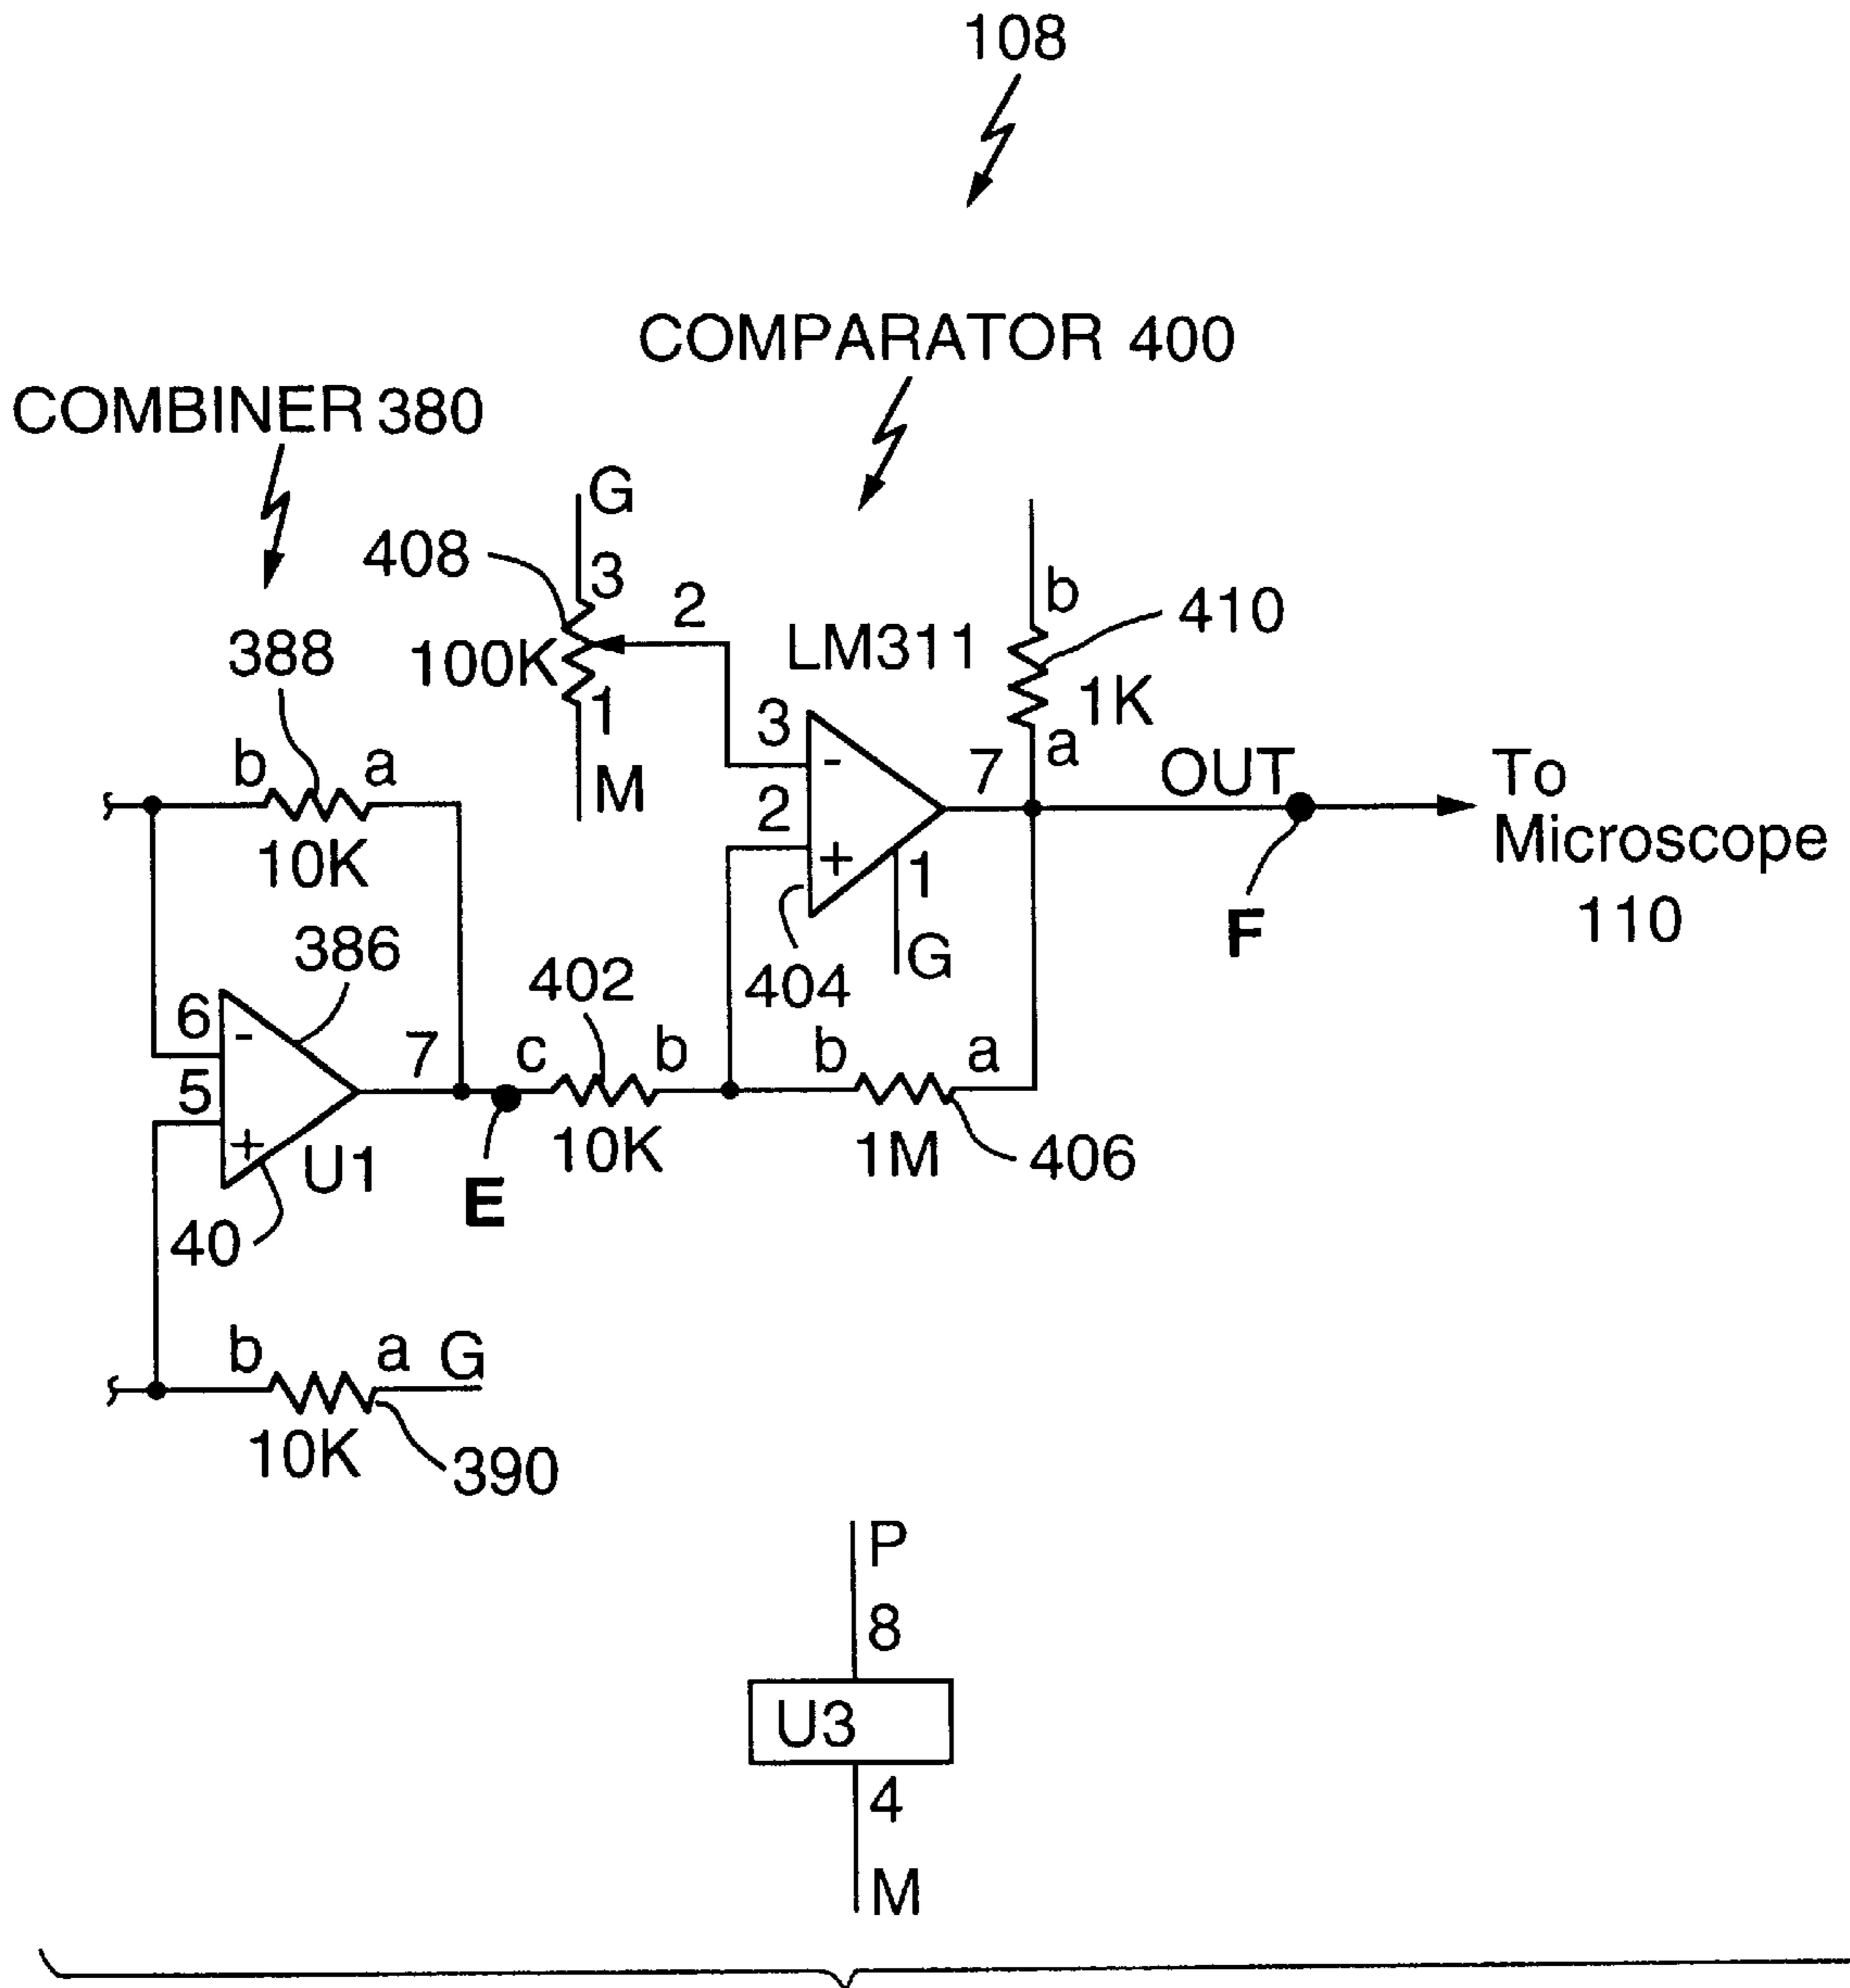 108
COMPARATOR 400
COMBINER 380
G
408
3
2
b
410
388
100K
LM311
1K
1
3
a
b
a
M
-
7
OUT
To
Microscope
110
2
10K
+
1
F
386
402
404
G
6
-
7
c
b
b
a
5
+
U1
E
10K
1M
406
40
b
a
G
10K
390
P
8
U3
4
M